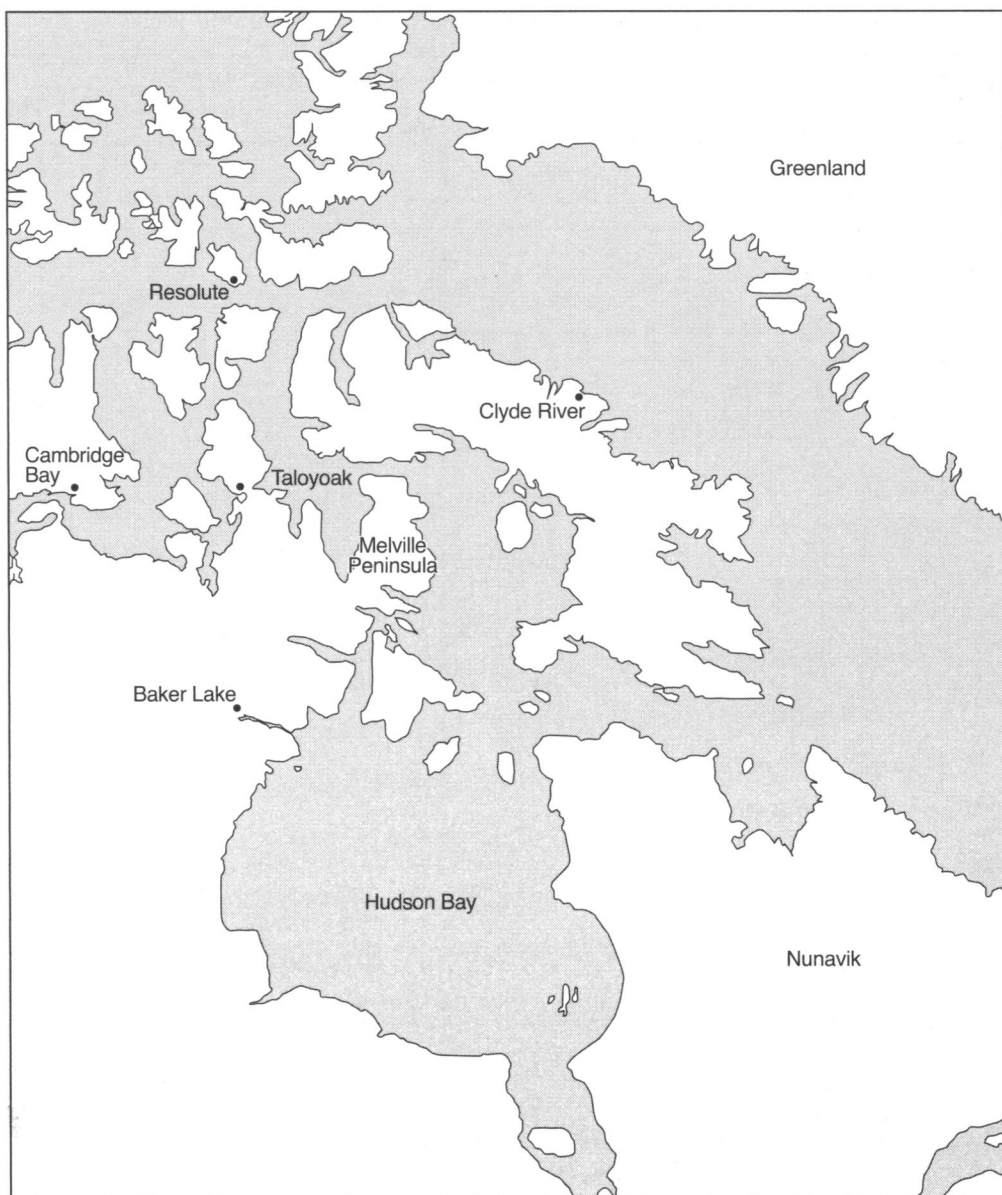 Greenland
Resolute
Clyde River
Cambridge
Bay
Taloyoak
Melville
Peninsula
Baker Lake
Hudson Bay
Nunavik